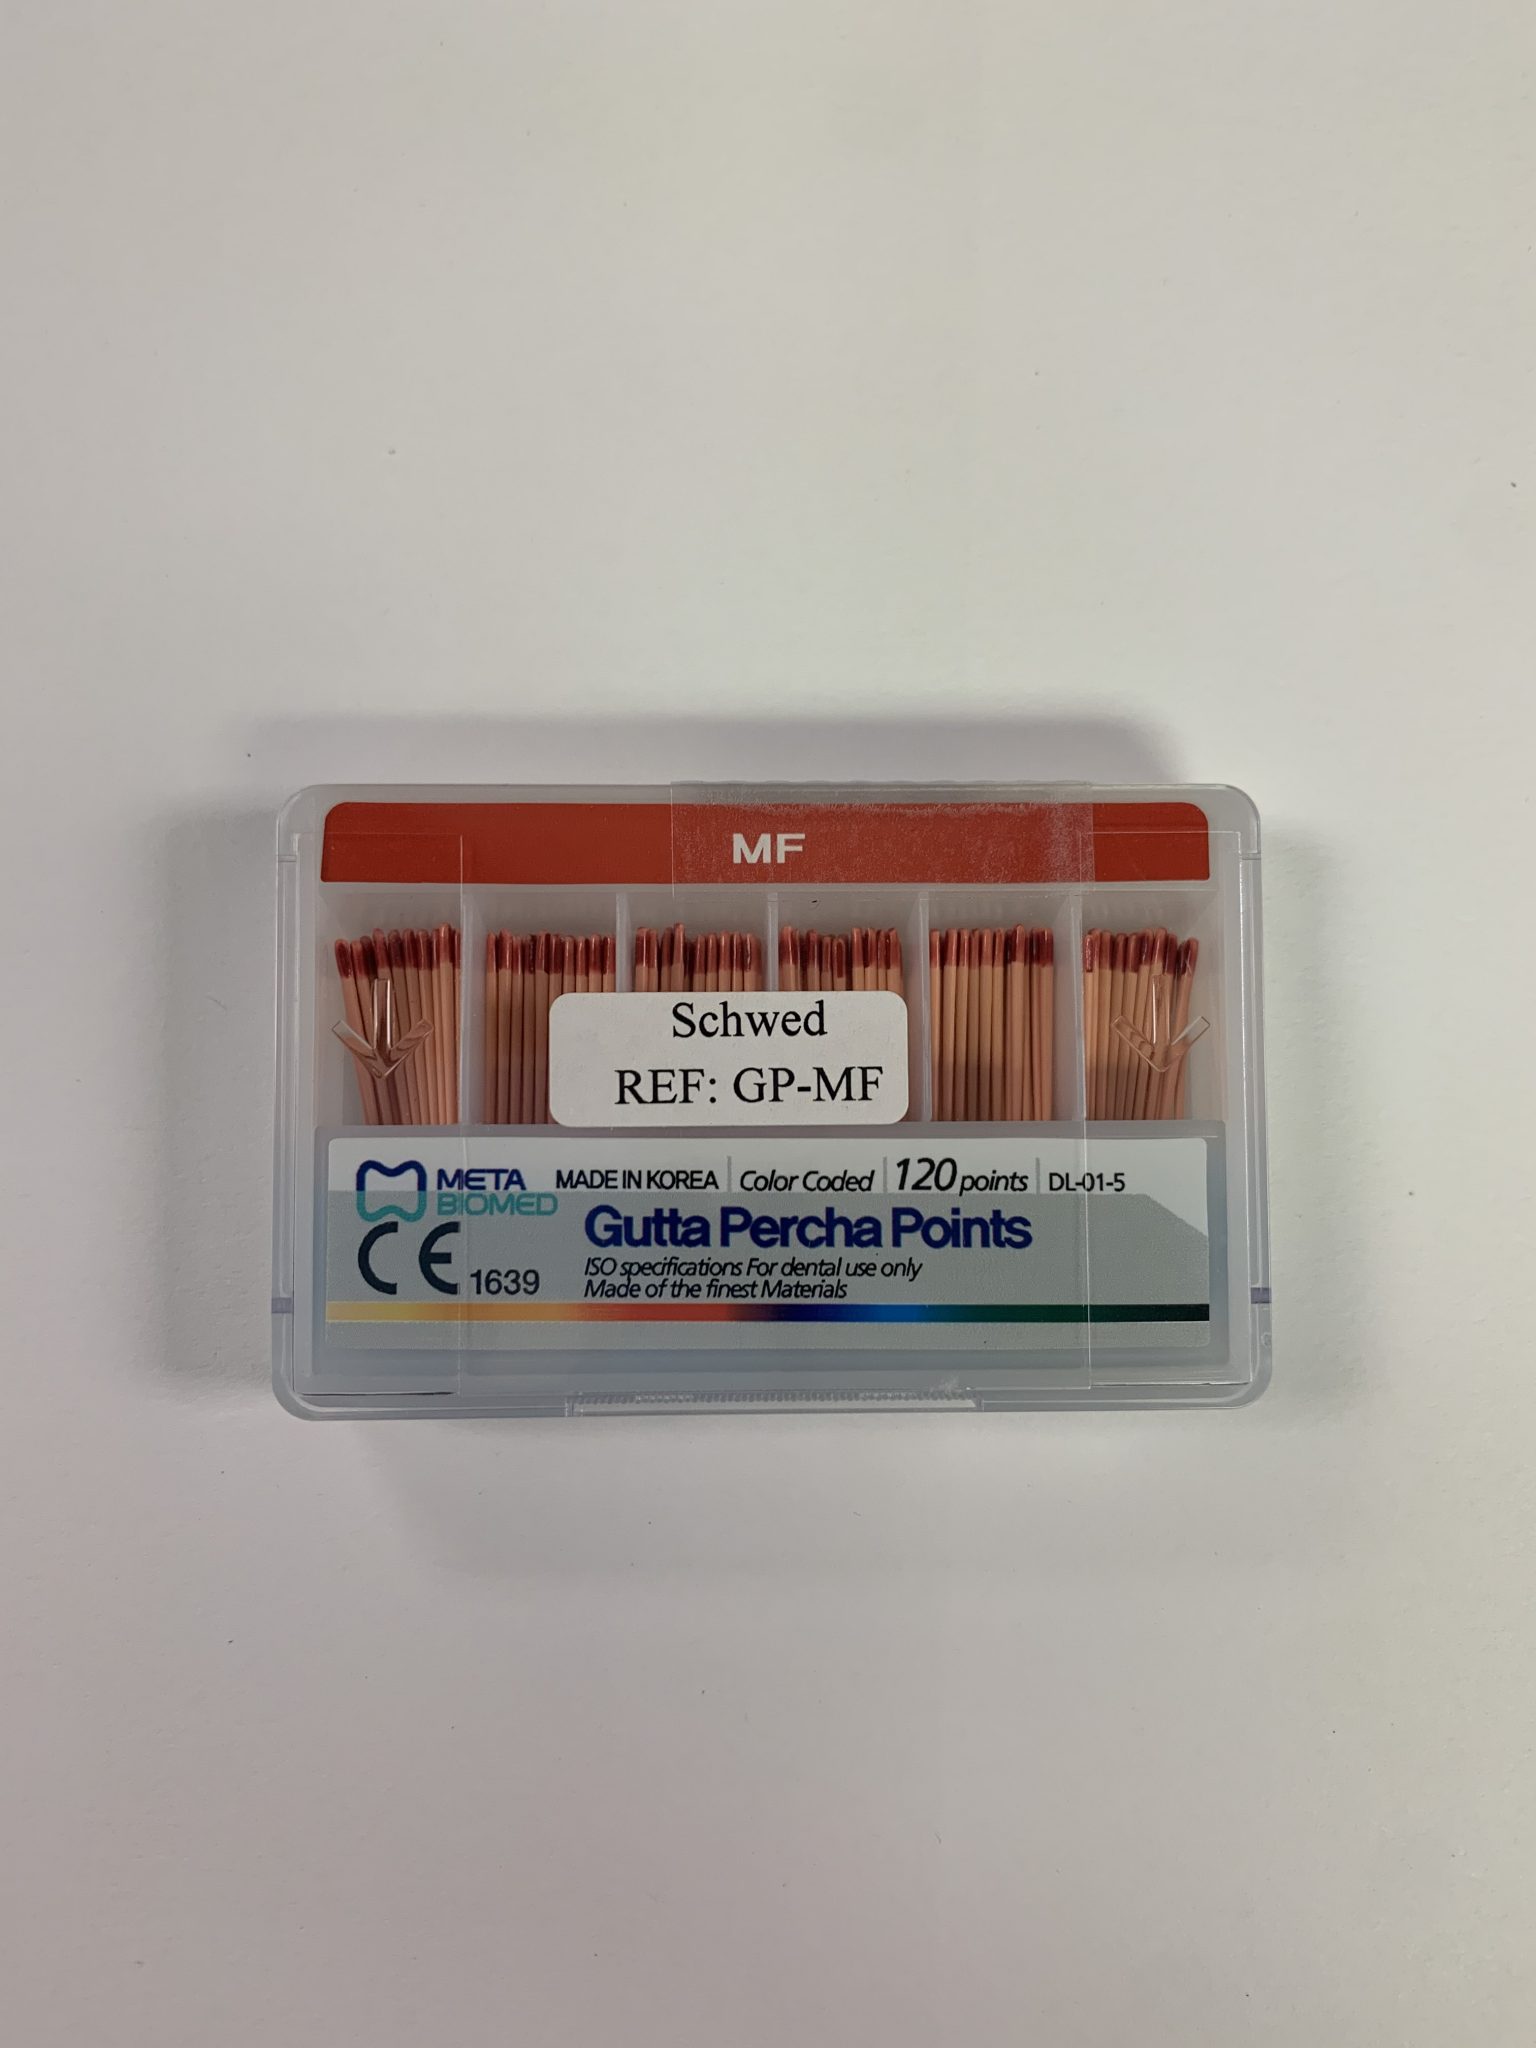 MF
Schwed
REF: GP-MF
META BIOMED
MADE IN KOREA | Color Coded | 120 points | DL-01-5
Gutta Percha Points
CE 1639
ISO specifications For dental use only
Made of the finest Materials